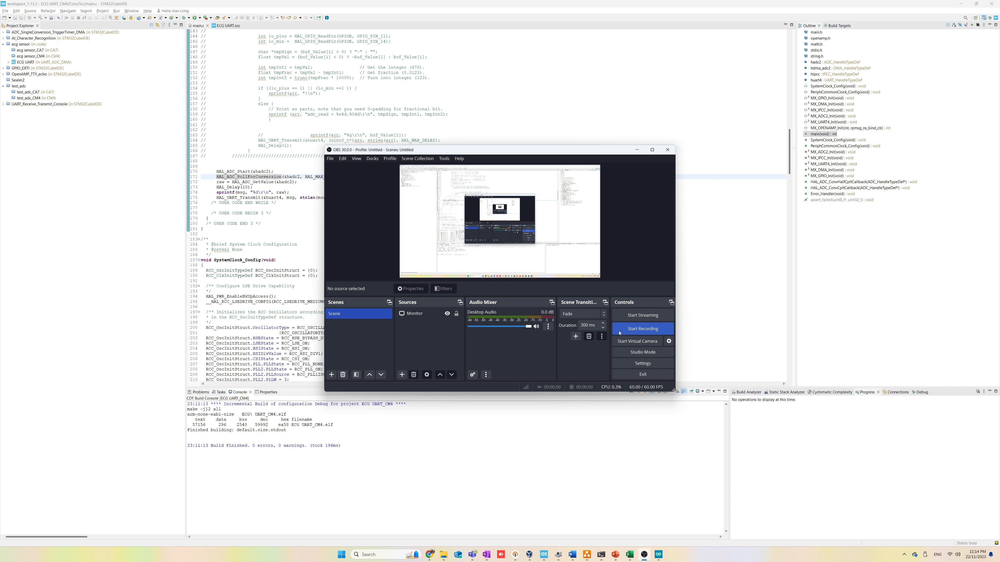 workspace_1.13.2 - ECG UART_CM4/Core/Src/main.c - STM32CubeIDE
File Edit Source Refactor Navigate Search Project Run Window Help Hello xian cong
Project Explorer
ADC_SingleConversion_TriggerTimer_DMA (in STM32CubeIDE)
AI_Character_Recognition (in STM32CubeIDE)
ecg sensor (in code)
ecg sensor_CA7 (in CA7)
ecg sensor_CM4 (in CM4)
ECG UART (in UART_ADC_DMA)
GPIO_EXTI (in STM32CubeIDE)
OpenAMP_TTY_echo (in STM32CubeIDE)
Sealer2
test_adc
test_adc_CA7 (in CA7)
test_adc_CM4 (in CM4)
UART_Receive_Transmit_Console (in STM32CubeIDE)
main.c ECG UART.ioc
143 //
144 // int lo_plus = HAL_GPIO_ReadPin(GPIOE, GPIO_PIN_11);
145 // int lo_min = HAL_GPIO_ReadPin(GPIOE, GPIO_PIN_14);
146 //
147 // char *tmpSign = (buf_Value[i] < 0) ? "-" : "";
148 // float tmpVal = (buf_Value[i] < 0) ? -buf_Value[i] : buf_Value[i];
149 //
150 // int tmpInt1 = tmpVal; // Get the integer (678).
151 // float tmpFrac = tmpVal - tmpInt1; // Get fraction (0.0123).
152 // int tmpInt2 = trunc(tmpFrac * 10000); // Turn into integer (123).
153 //
154 // if ((lo_plus == 1) || (lo_min ==1 )) {
155 // sprintf(arr, "!\n");
156 // }
157 // else {
158 // // Print as parts, note that you need 0-padding for fractional bit.
159 // sprintf (arr, "adc_read = %s%d.%04d\r\n", tmpSign, tmpInt1, tmpInt2);
160 // }
161 //
162 //
163 // // sprintf(arr, "%g\r\n", buf_Value[i]);
164 // HAL_UART_Transmit(&huart4, (uint8_t*)arr, strlen(arr), HAL_MAX_DELAY);
165 // HAL_Delay(1);
166 // }
167 // ///////////////////////////////////
168
169
170 HAL_ADC_Start(&hadc2);
171 HAL_ADC_PollForConversion(&hadc2, HAL_MAX_
172 raw = HAL_ADC_GetValue(&hadc2);
173 HAL_Delay(10);
174 sprintf(msg, "%d\r\n", raw);
175 HAL_UART_Transmit(&huart4, msg, strlen(msg
176 /* USER CODE END WHILE */
177
178 /* USER CODE BEGIN 3 */
179 }
180 /* USER CODE END 3 */
181 }
182
183 /**
184 * @brief System Clock Configuration
185 * @retval None
186 */
187 void SystemClock_Config(void)
188 {
189 RCC_OscInitTypeDef RCC_OscInitStruct = {0};
190 RCC_ClkInitTypeDef RCC_ClkInitStruct = {0};
191
192 /** Configure LSE Drive Capability
193 */
194 HAL_PWR_EnableBkUpAccess();
195 __HAL_RCC_LSEDRIVE_CONFIG(RCC_LSEDRIVE_MEDIUM
196
197 /** Initializes the RCC Oscillators according
198 * in the RCC_OscInitTypeDef structure.
199 */
200 RCC_OscInitStruct.OscillatorType = RCC_OSCILLA
201 |RCC_OSCILLATORTY
202 RCC_OscInitStruct.HSEState = RCC_HSE_BYPASS_D
203 RCC_OscInitStruct.LSEState = RCC_LSE_ON;
204 RCC_OscInitStruct.HSIState = RCC_HSI_ON;
205 RCC_OscInitStruct.HSIDivValue = RCC_HSI_DIV1;
206 RCC_OscInitStruct.CSIState = RCC_CSI_ON;
207 RCC_OscInitStruct.PLL.PLLState = RCC_PLL_NONE
208 RCC_OscInitStruct.PLL2.PLLState = RCC_PLL_ON;
209 RCC_OscInitStruct.PLL2.PLLSource = RCC_PLL12SO
210 RCC_OscInitStruct.PLL2.PLLM = 3;
OBS 30.0.0 - Profile: Untitled - Scenes: Untitled
File Edit View Docks Profile Scene Collection Tools Help
No source selected Properties Filters
Scenes Sources Audio Mixer Scene Transiti... Controls
Scene
Monitor
Desktop Audio 0.0 dB
-60 -55 -50 -45 -40 -35 -30 -25 -20 -15 -10 -5 0
Fade
Duration 300 ms
Start Streaming
Start Recording
Start Virtual Camera
Studio Mode
Settings
Exit
00:00:00 00:00:00 CPU: 0.3% 60.00 / 60.00 FPS
Outline Build Targets
main.h
openamp.h
math.h
stdio.h
string.h
hadc2 : ADC_HandleTypeDef
hdma_adc2 : DMA_HandleTypeDef
hipcc : IPCC_HandleTypeDef
huart4 : UART_HandleTypeDef
SystemClock_Config(void) : void
PeriphCommonClock_Config(void) : void
MX_GPIO_Init(void) : void
MX_DMA_Init(void) : void
MX_IPCC_Init(void) : void
MX_ADC2_Init(void) : void
MX_UART4_Init(void) : void
MX_OPENAMP_Init(int, rpmsg_ns_bind_cb) : int
main(void) : int
SystemClock_Config(void) : void
PeriphCommonClock_Config(void) : void
MX_ADC2_Init(void) : void
MX_IPCC_Init(void) : void
MX_UART4_Init(void) : void
MX_DMA_Init(void) : void
MX_GPIO_Init(void) : void
HAL_ADC_ConvHalfCpltCallback(ADC_HandleTypeDef*) : void
HAL_ADC_ConvCpltCallback(ADC_HandleTypeDef*) : void
Error_Handler(void) : void
assert_failed(uint8_t*, uint32_t) : void
Problems Tasks Console Properties
CDT Build Console [ECG UART_CM4]
23:11:13 **** Incremental Build of configuration Debug for project ECG UART_CM4 ****
make -j12 all
arm-none-eabi-size ECG\ UART_CM4.elf
text data bss dec hex filename
57156 296 2540 59992 ea58 ECG UART_CM4.elf
Finished building: default.size.stdout
23:11:13 Build Finished. 0 errors, 0 warnings. (took 196ms)
Build Analyzer Static Stack Analyzer Cyclomatic Complexity Progress Connections Debug
No operations to display at this time.
Status: busy
Search
ENG
11:14 PM
22/11/2023